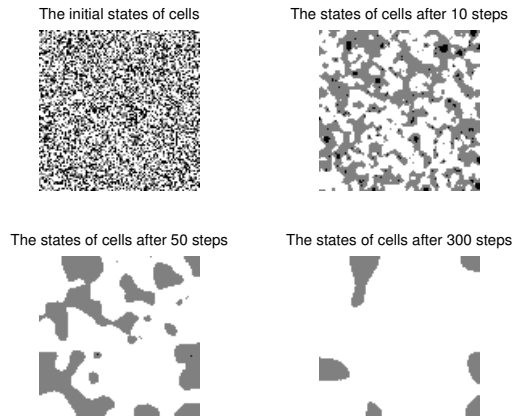 The initial states of cells
The states of cells after 10 steps
The states of cells after 50 steps
The states of cells after 300 steps